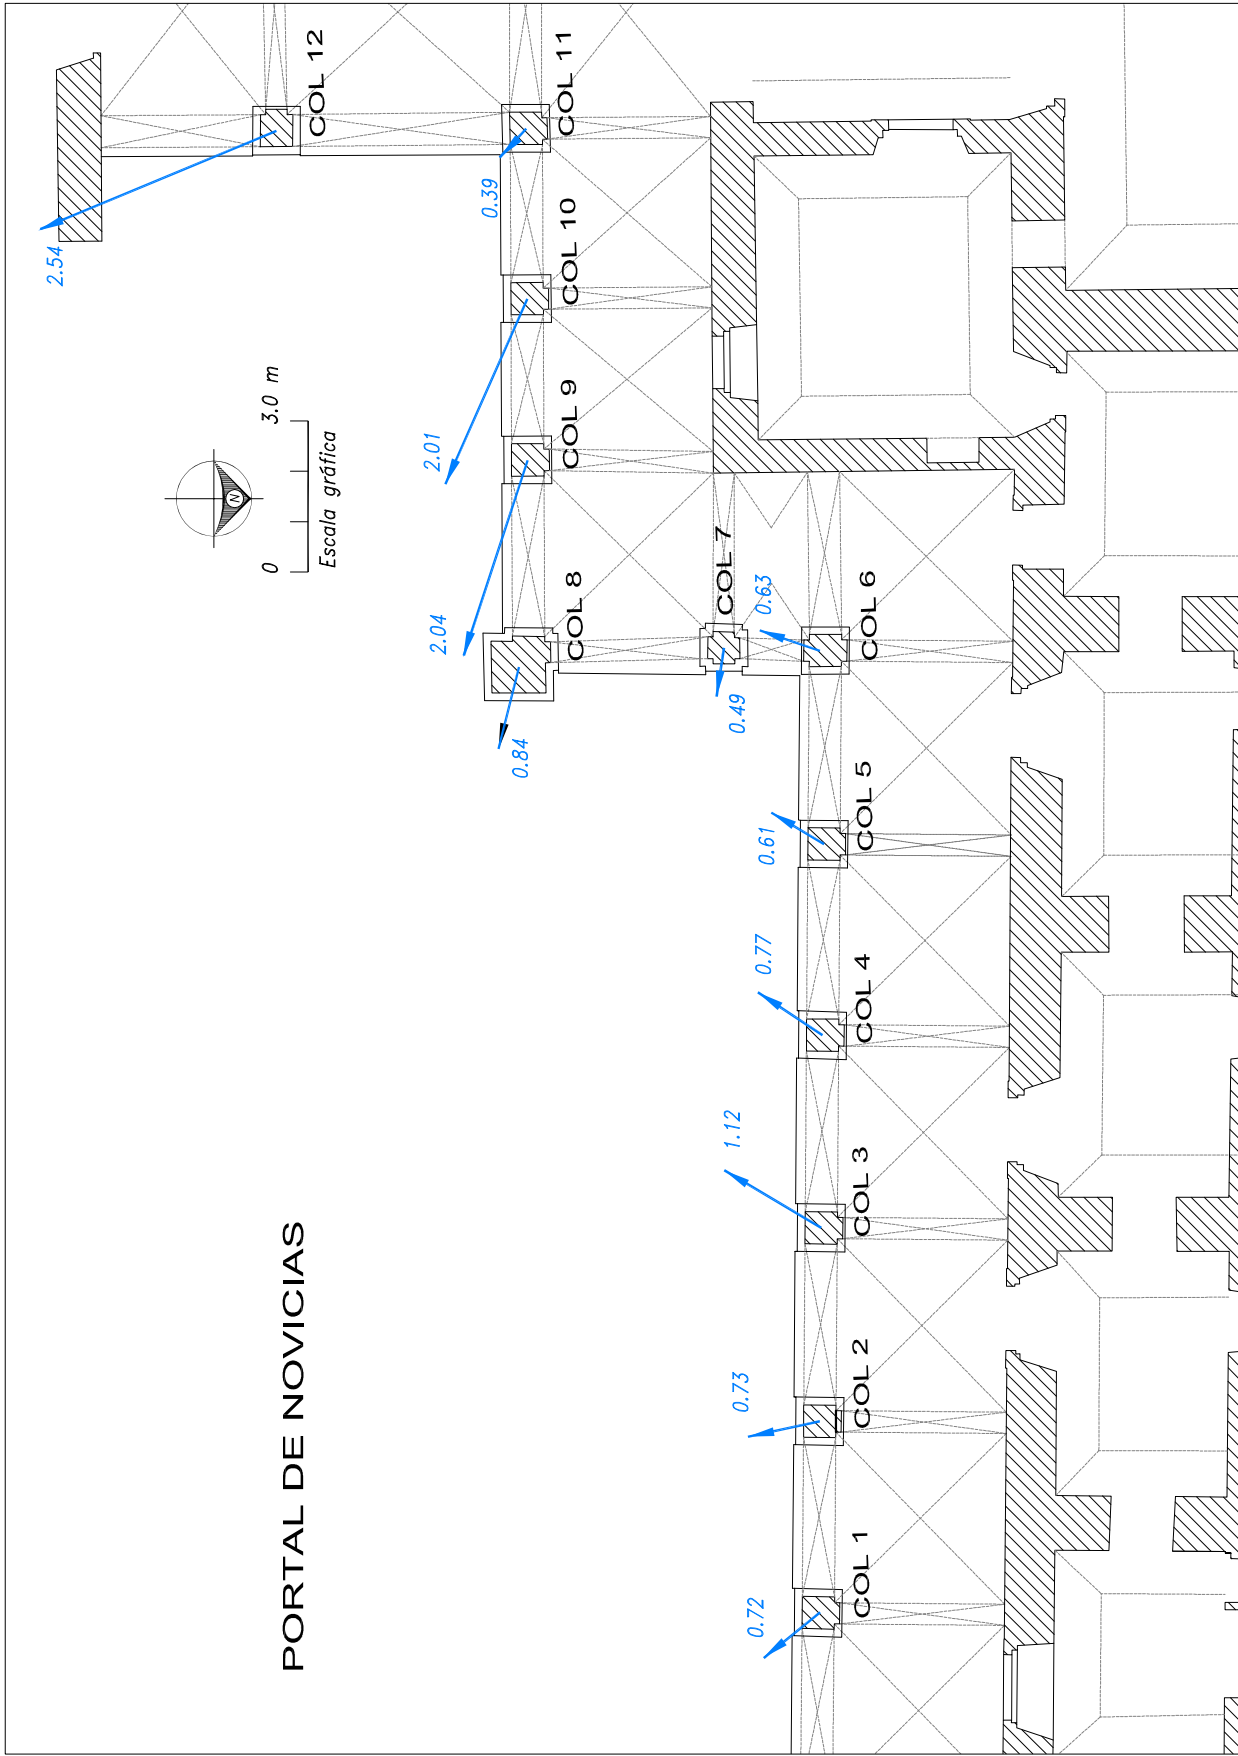 PORTAL DE NOVICIAS
N
0
3.0 m
Escala gráfica
COL 1
0.72
COL 2
0.73
COL 3
1.12
COL 4
0.77
COL 5
0.61
COL 6
0.63
COL 7
0.49
COL 8
0.84
COL 9
2.04
COL 10
2.01
COL 11
0.39
COL 12
2.54